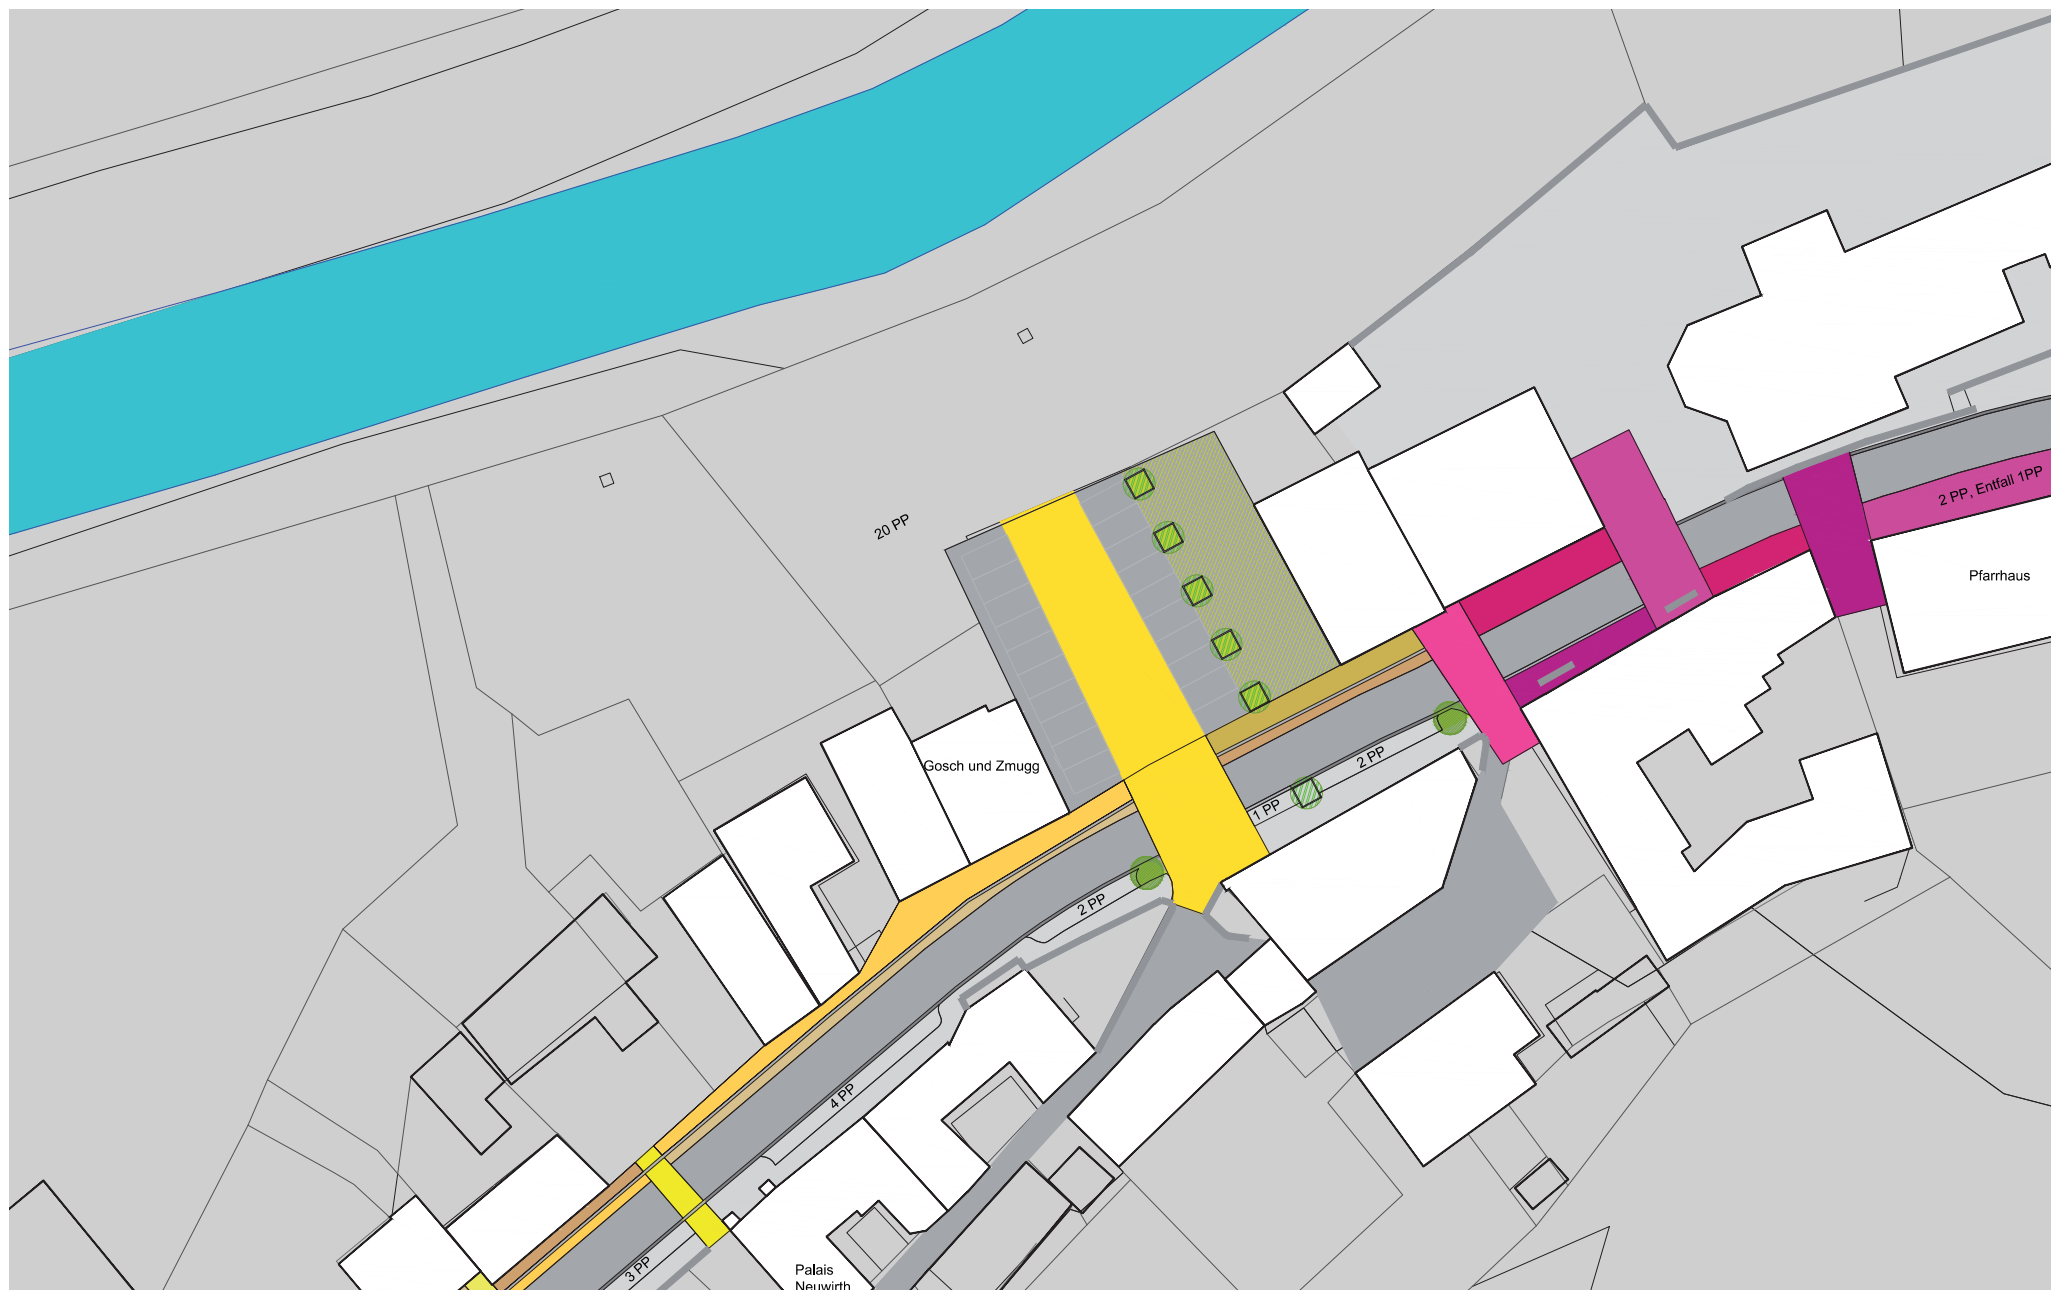 2 PP, Entfall 1PP
20 PP
Pfarrhaus
2 PP
Gosch und Zmugg
1 PP
2 PP
4 PP
3 PP
Palais
Neuwirth